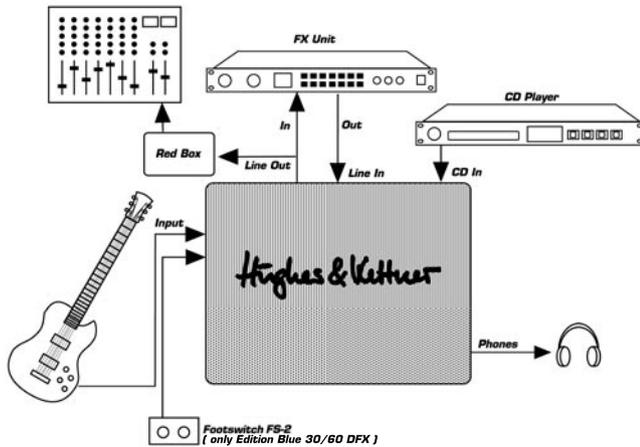 FX Unit
CD Player
In
Out
Red Box
Line Out
Line In
CD In
Input
Hughes & Kettner
Phones
Footswitch FS-2
( only Edition Blue 30/60 DFX )